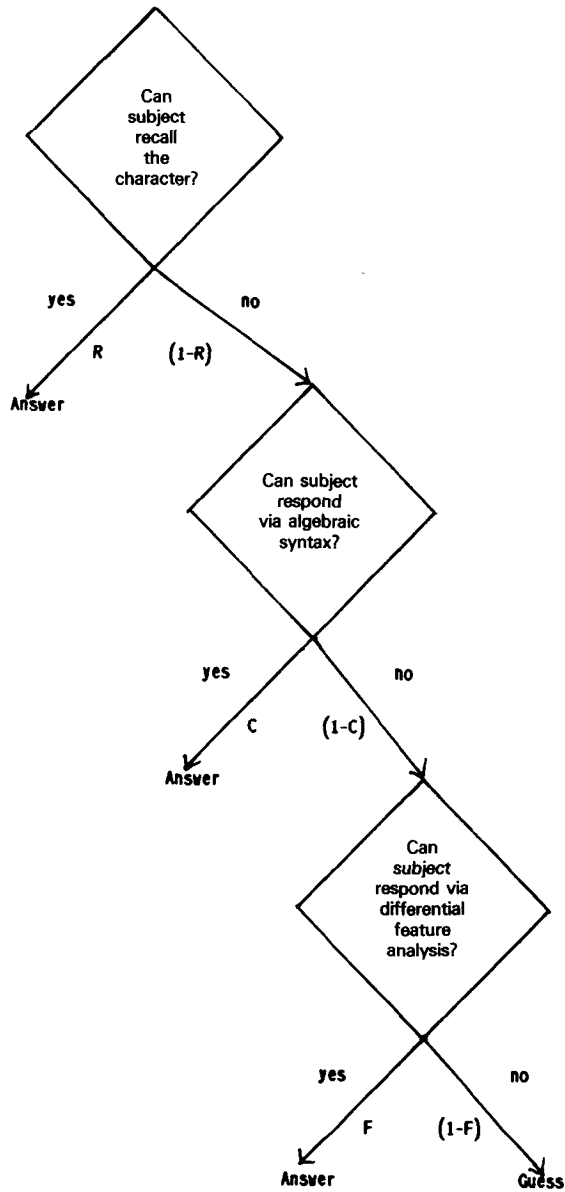 Can
subject
recall
the
character?
yes
no
R
(1-R)
Answer
Can subject
respond
via algebraic
syntax?
yes
no
C
(1-C)
Answer
Can
subject
respond via
differential
feature
analysis?
yes
no
F
(1-F)
Answer
Guess